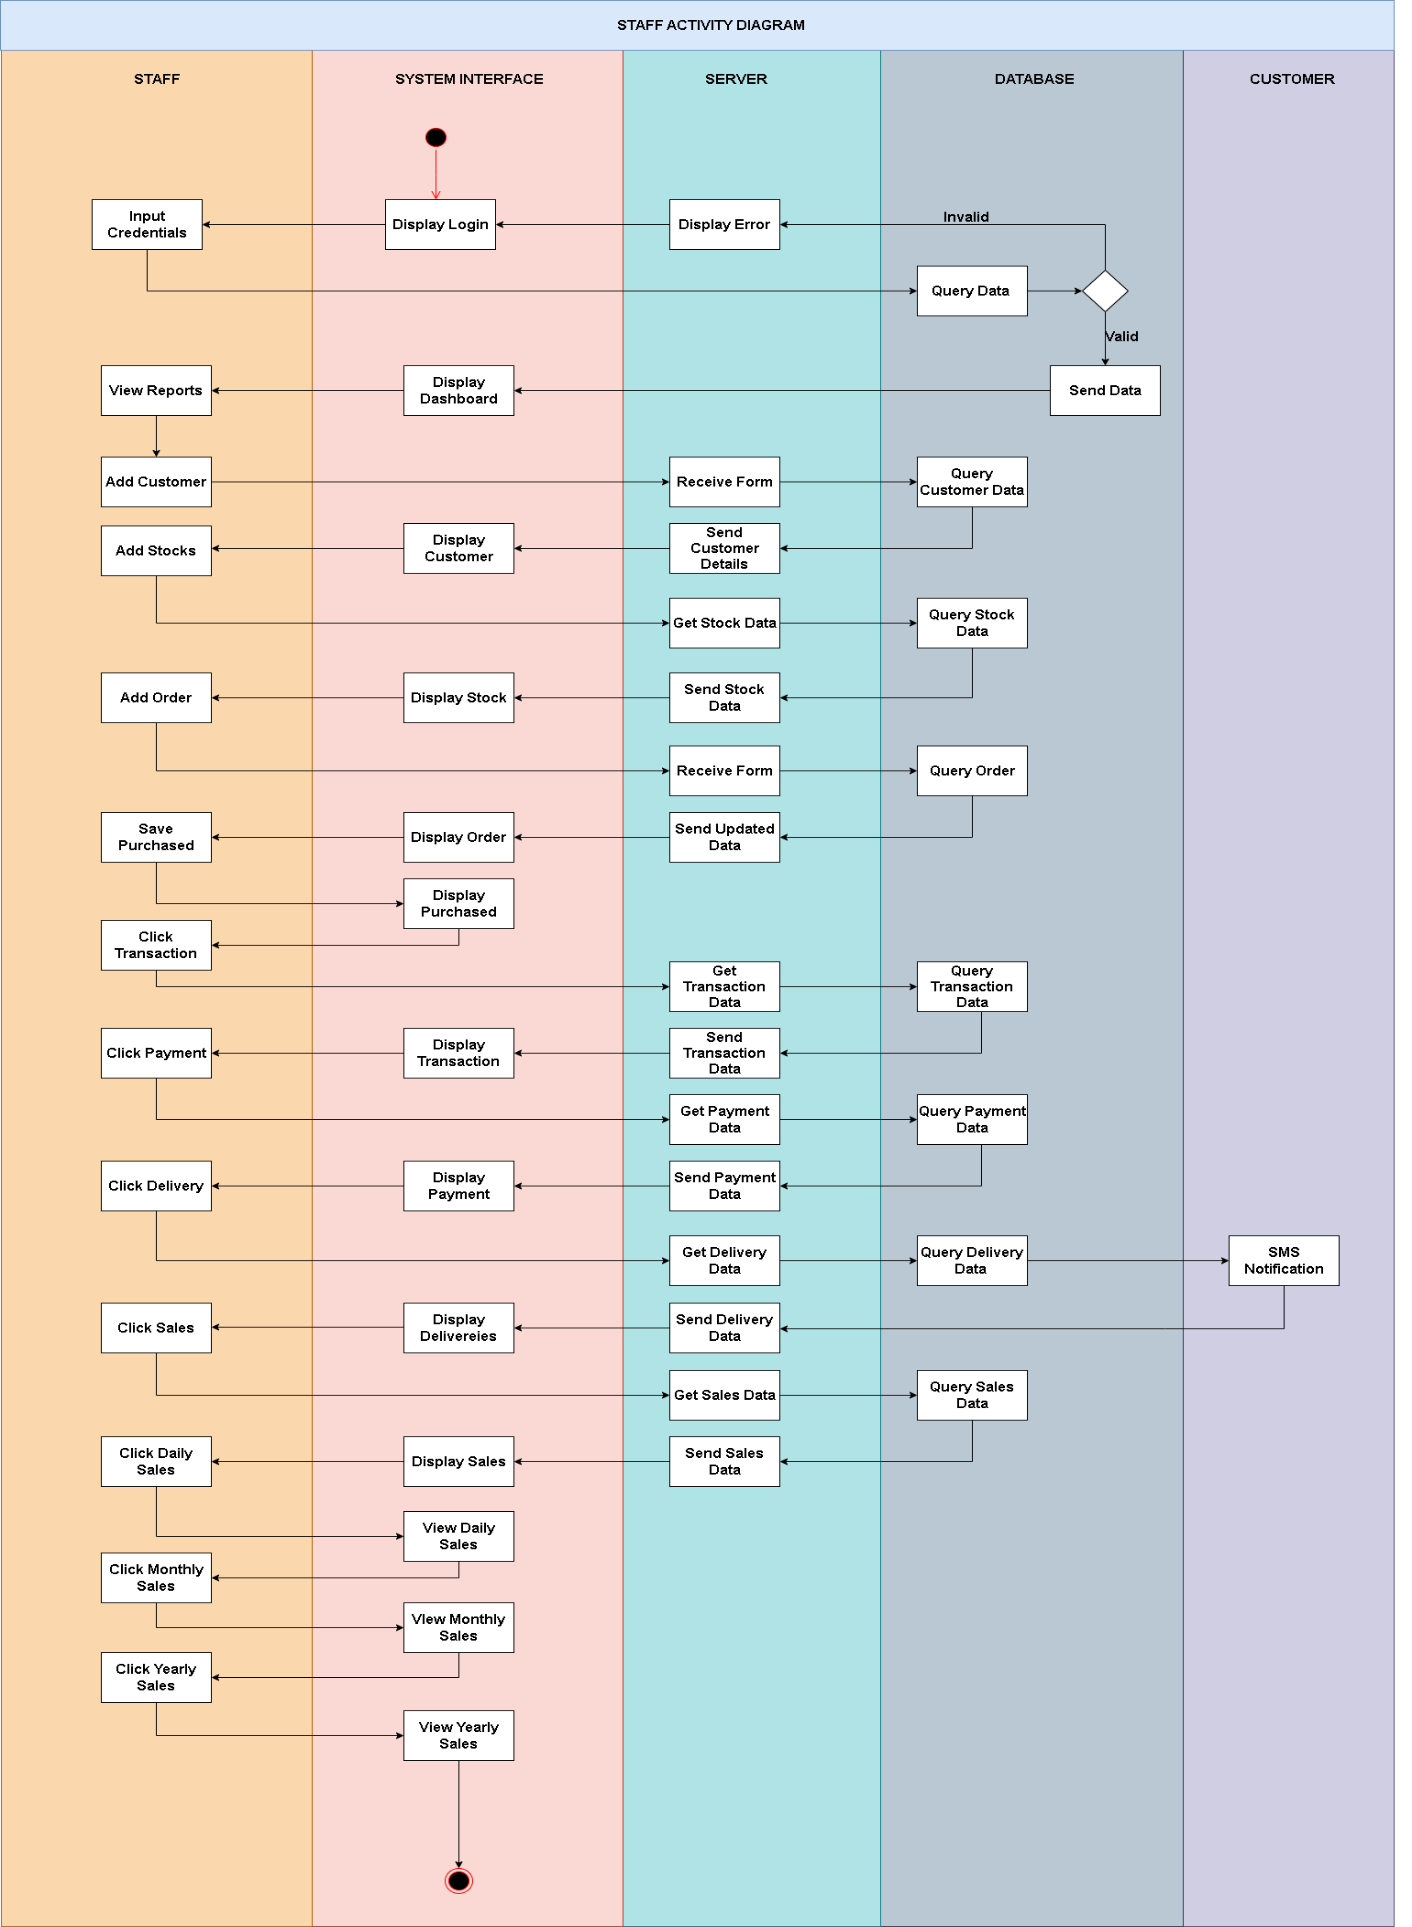 STAFF ACTIVITY DIAGRAM
STAFF
SYSTEM INTERFACE
SERVER
DATABASE
CUSTOMER
Input
Credentials
Display Login
Display Error
Invalid
Query Data
Valid
View Reports
Display
Dashboard
Send Data
Add Customer
Receive Form
Query
Customer Data
Add Stocks
Display
Customer
Send
Customer
Details
Get Stock Data
Query Stock
Data
Add Order
Display Stock
Send Stock
Data
Receive Form
Query Order
Save
Purchased
Display Order
Send Updated
Data
Display
Purchased
Click
Transaction
Get
Transaction
Data
Query
Transaction
Data
Click Payment
Display
Transaction
Send
Transaction
Data
Get Payment
Data
Query Payment
Data
Click Delivery
Display
Payment
Send Payment
Data
Get Delivery
Data
Query Delivery
Data
SMS
Notification
Click Sales
Display
Delivereies
Send Delivery
Data
Get Sales Data
Query Sales
Data
Click Daily
Sales
Display Sales
Send Sales
Data
View Daily
Sales
Click Monthly
Sales
VIew Monthly
Sales
Click Yearly
Sales
View Yearly
Sales